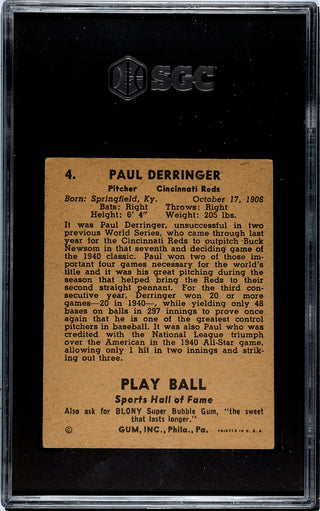 SGC
4. PAUL DERRINGER
Pitcher Cincinnati Reds
Born: Springfield, Ky. October 17, 1906
Bats: Right Throws: Right
Height: 6' 4" Weight: 205 lbs.
It was Paul Derringer, unsuccessful in two
previous World Series, who came through last
year for the Cincinnati Reds to outpitch Buck
Newsom in that seventh and deciding game of
the 1940 classic. Paul won two of those im-
portant four games necessary for the world's
title and it was his great pitching during the
season that helped bring the Reds to their
second straight pennant. For the third con-
secutive year, Derringer won 20 or more
games—20 in 1940—, while yielding only 48
bases on balls in 297 innings to prove once
again that he is one of the greatest control
pitchers in baseball. It was also Paul who was
credited with the National League triumph
over the American in the 1940 All-Star game,
allowing only 1 hit in two innings and strik-
ing out three.
PLAY BALL
Sports Hall of Fame
Also ask for BLONY Super Bubble Gum, "the sweet
that lasts longer."
© GUM, INC., Phila., Pa. PRINTED IN U. S. A.